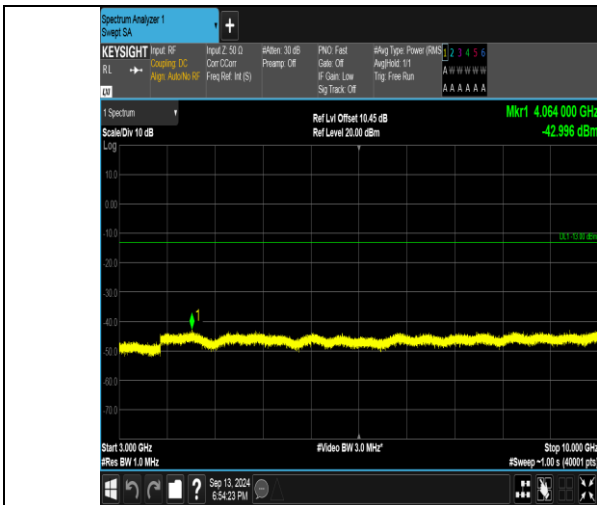 Spectrum Analyzer 1
Swept SA
+
KEYSIGHT
RL
LXI
Input: RF
Coupling: DC
Align: Auto/No RF
Input Z: 50 Ω
Corr CCorr
Freq Ref: Int (S)
#Atten: 30 dB
Preamp: Off
PNO: Fast
Gate: Off
IF Gain: Low
Sig Track: Off
#Avg Type: Power (RMS
Avg|Hold: 1/1
Trig: Free Run
1 2 3 4 5 6
A W W W W W
A A A A A A
1 Spectrum
Scale/Div 10 dB
Log
Ref Lvl Offset 10.45 dB
Ref Level 20.00 dBm
Mkr1 4.064 000 GHz
-42.996 dBm
10.0
0.00
-10.0
DL1 -13.00 dBm
-20.0
-30.0
1
-40.0
-50.0
-60.0
-70.0
Start 3.000 GHz
#Res BW 1.0 MHz
#Video BW 3.0 MHz*
Stop 10.000 GHz
#Sweep ~1.00 s (40001 pts)
?
Sep 13, 2024
6:54:23 PM